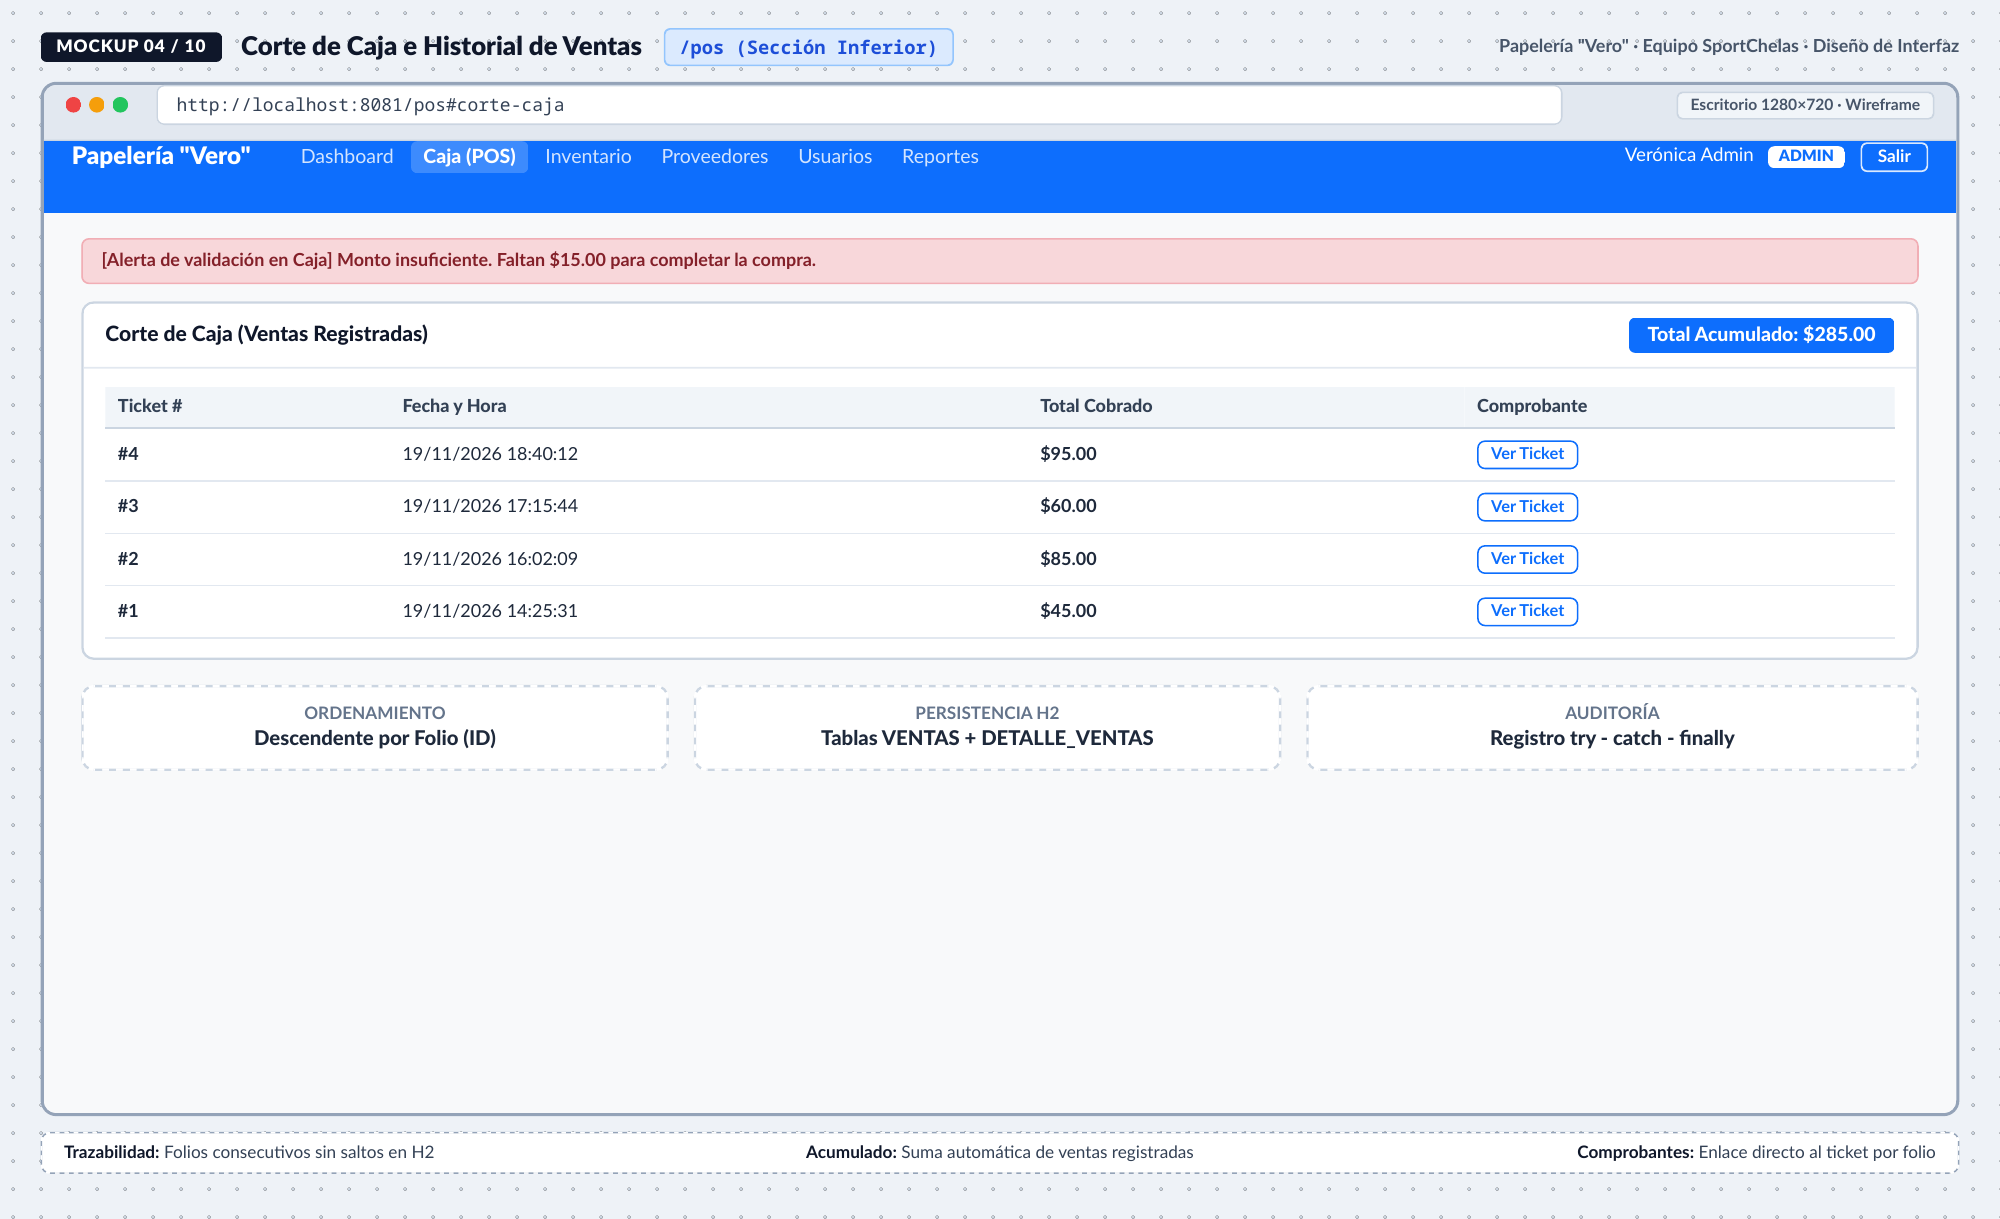 MOCKUP 04 / 10 Corte de Caja e Historial de Ventas /pos (Sección Inferior) Papelería "Vero" · Equipo SportChelas · Diseño de Interfaz
http://localhost:8081/pos#corte-caja Escritorio 1280×720 · Wireframe
Papelería "Vero" Dashboard Caja (POS) Inventario Proveedores Usuarios Reportes Verónica Admin ADMIN Salir
[Alerta de validación en Caja] Monto insuficiente. Faltan $15.00 para completar la compra.
Corte de Caja (Ventas Registradas) Total Acumulado: $285.00
Ticket # Fecha y Hora Total Cobrado Comprobante
#4 19/11/2026 18:40:12 $95.00 Ver Ticket
#3 19/11/2026 17:15:44 $60.00 Ver Ticket
#2 19/11/2026 16:02:09 $85.00 Ver Ticket
#1 19/11/2026 14:25:31 $45.00 Ver Ticket
ORDENAMIENTO
Descendente por Folio (ID)
PERSISTENCIA H2
Tablas VENTAS + DETALLE_VENTAS
AUDITORÍA
Registro try - catch - finally
Trazabilidad: Folios consecutivos sin saltos en H2 Acumulado: Suma automática de ventas registradas Comprobantes: Enlace directo al ticket por folio